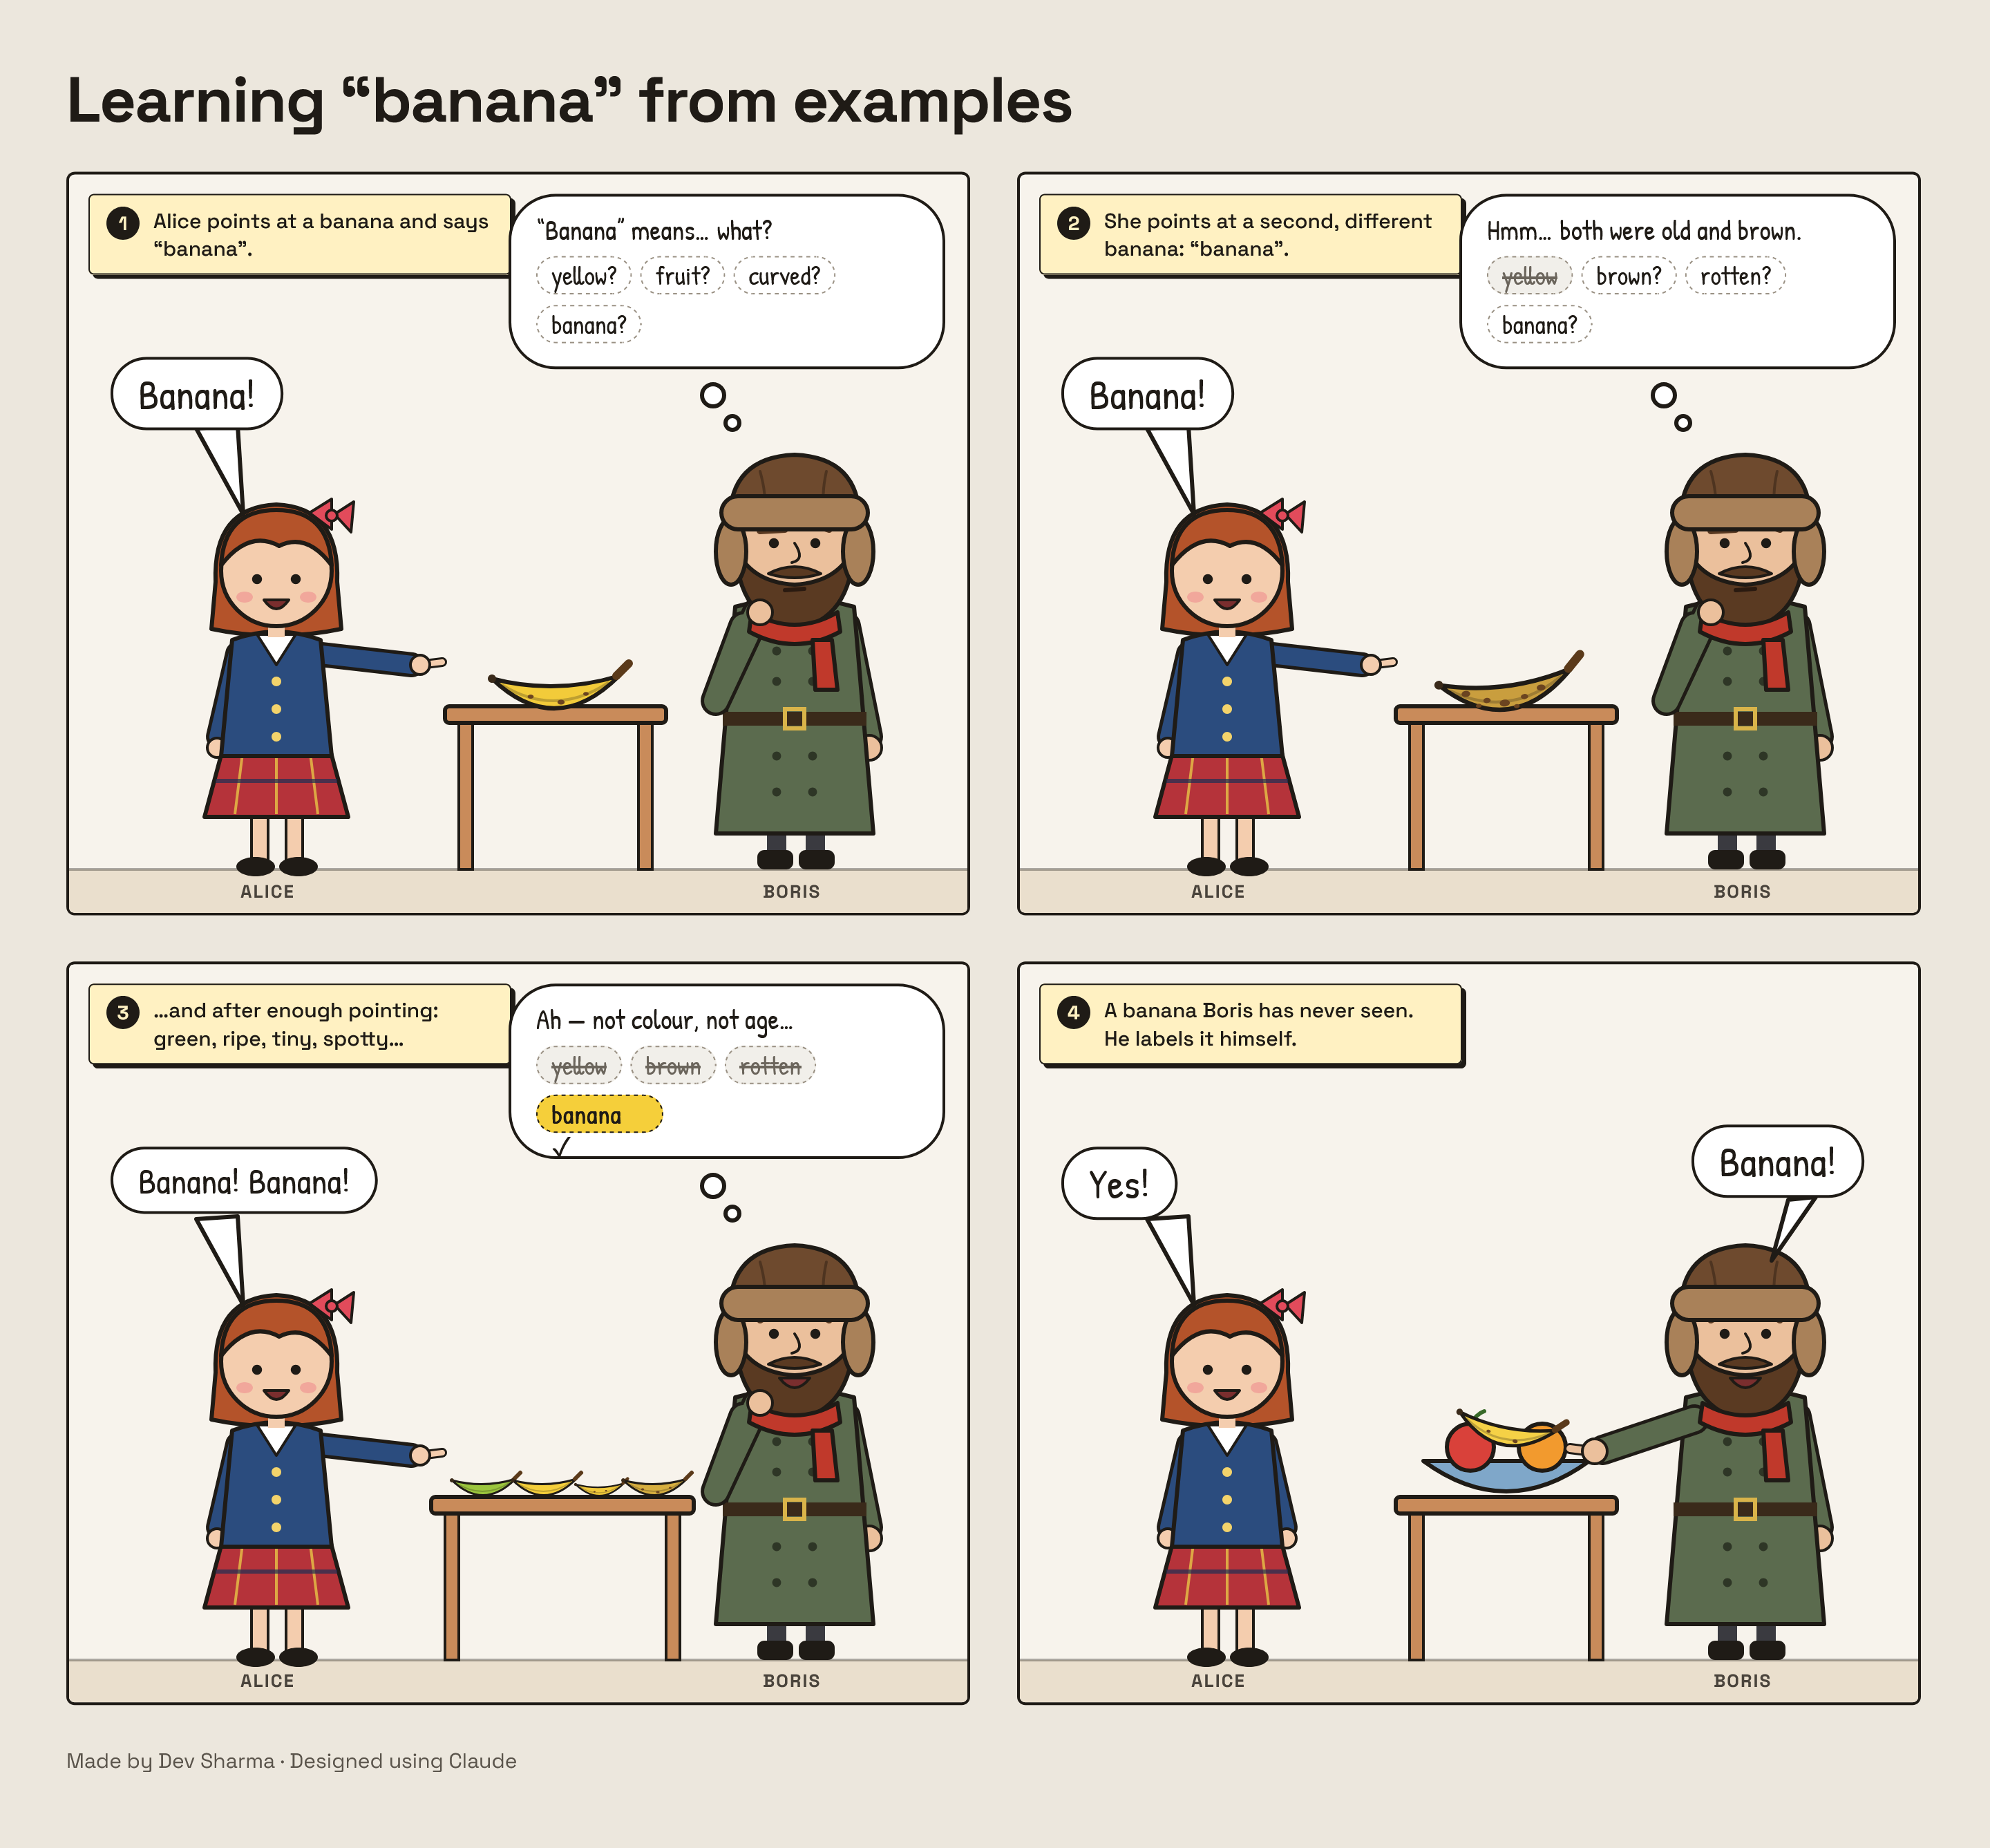 Learning “banana” from examples
1 Alice points at a banana and says
“banana”.
“Banana” means... what?
yellow? fruit? curved?
banana?
Banana!
ALICE BORIS
2 She points at a second, different
banana: “banana”.
Hmm... both were old and brown.
yellow brown? rotten?
banana?
Banana!
ALICE BORIS
3 ...and after enough pointing:
green, ripe, tiny, spotty...
Ah — not colour, not age...
yellow brown rotten
banana
✓
Banana! Banana!
ALICE BORIS
4 A banana Boris has never seen.
He labels it himself.
Yes!
Banana!
ALICE BORIS
Made by Dev Sharma · Designed using Claude